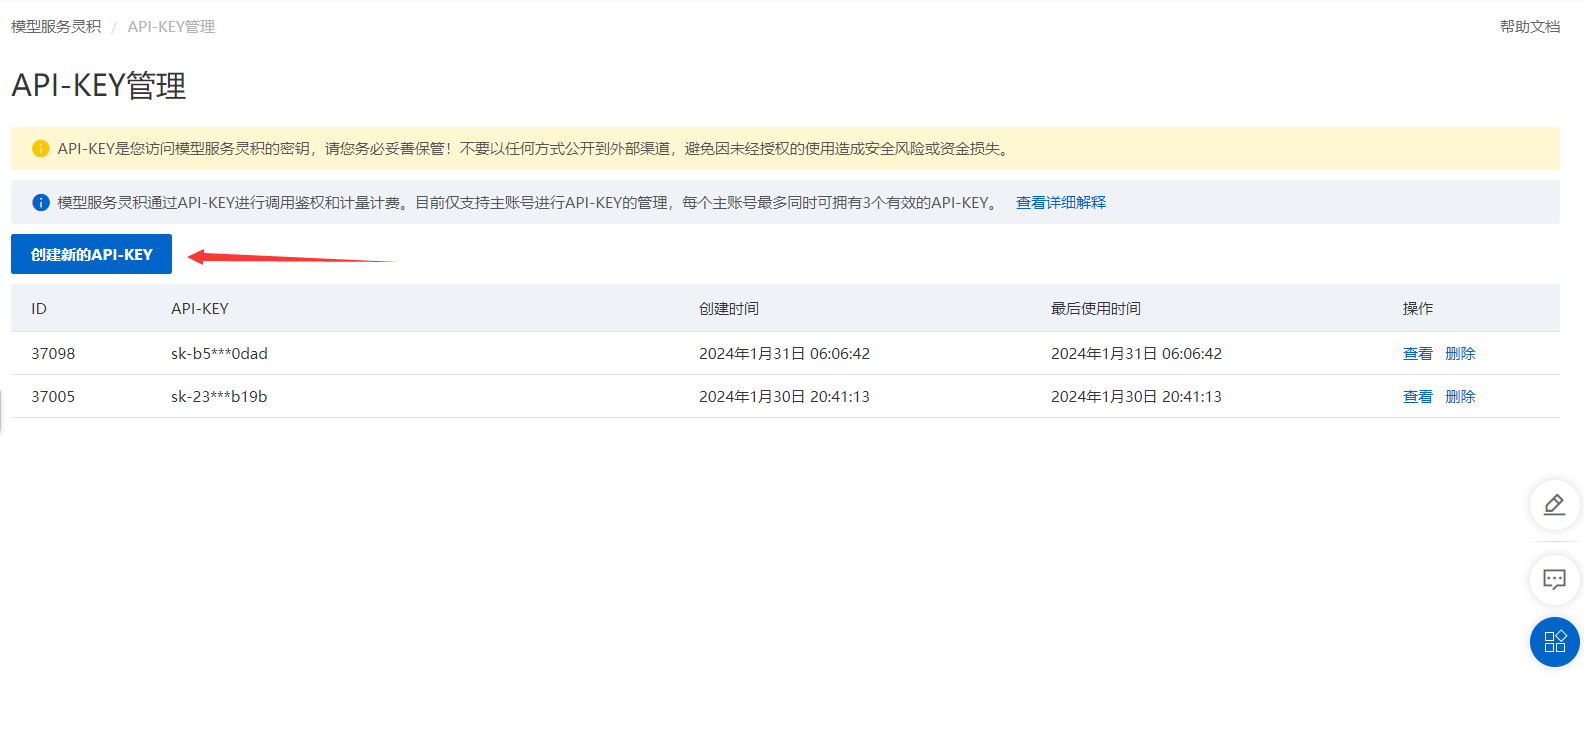 模型服务灵积 / API-KEY管理
帮助文档
API-KEY管理
API-KEY是您访问模型服务灵积的密钥，请您务必妥善保管！不要以任何方式公开到外部渠道，避免因未经授权的使用造成安全风险或资金损失。
模型服务灵积通过API-KEY进行调用鉴权和计量计费。目前仅支持主账号进行API-KEY的管理，每个主账号最多同时可拥有3个有效的API-KEY。 查看详细解释
创建新的API-KEY
ID API-KEY 创建时间 最后使用时间 操作
37098 sk-b5***0dad 2024年1月31日 06:06:42 2024年1月31日 06:06:42 查看 删除
37005 sk-23***b19b 2024年1月30日 20:41:13 2024年1月30日 20:41:13 查看 删除